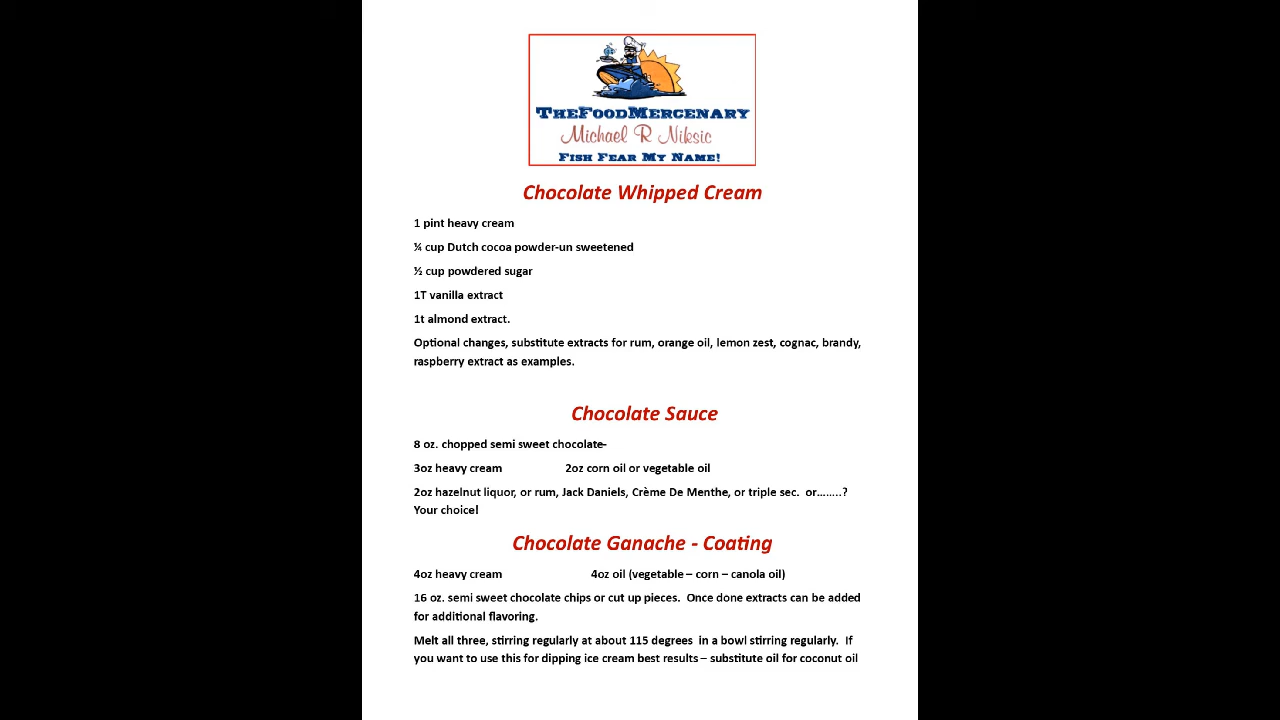 TheFoodMercenary
Michael R Niksic
Fish Fear My Name!
Chocolate Whipped Cream
1 pint heavy cream
¼ cup Dutch cocoa powder-un sweetened
½ cup powdered sugar
1T vanilla extract
1t almond extract.
Optional changes, substitute extracts for rum, orange oil, lemon zest, cognac, brandy,
raspberry extract as examples.
Chocolate Sauce
8 oz. chopped semi sweet chocolate-
3oz heavy cream 2oz corn oil or vegetable oil
2oz hazelnut liquor, or rum, Jack Daniels, Crème De Menthe, or triple sec.  or……..?
Your choice!
Chocolate Ganache - Coating
4oz heavy cream 4oz oil (vegetable – corn – canola oil)
16 oz. semi sweet chocolate chips or cut up pieces.  Once done extracts can be added
for additional flavoring.
Melt all three, stirring regularly at about 115 degrees  in a bowl stirring regularly.  If
you want to use this for dipping ice cream best results – substitute oil for coconut oil